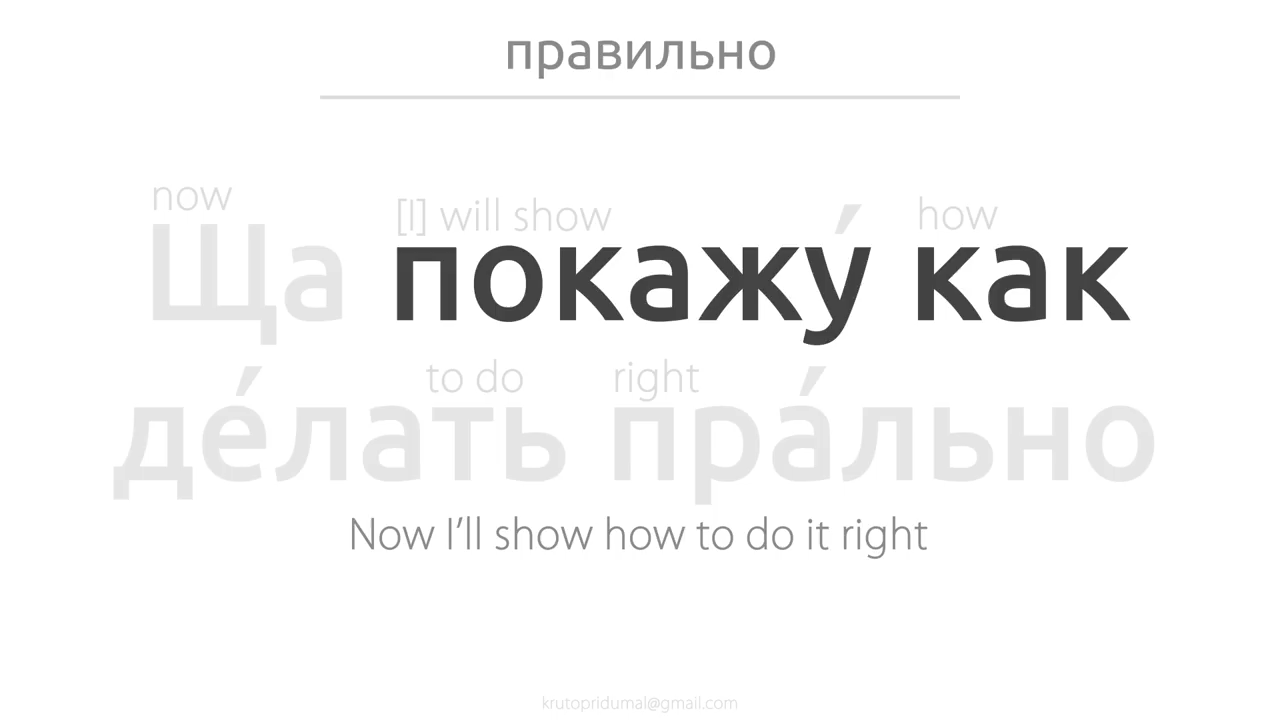 правильно
now [I] will show how
Ща покажу́ как
to do right
де́лать пра́льно
Now I’ll show how to do it right
krutopridumal@gmail.com